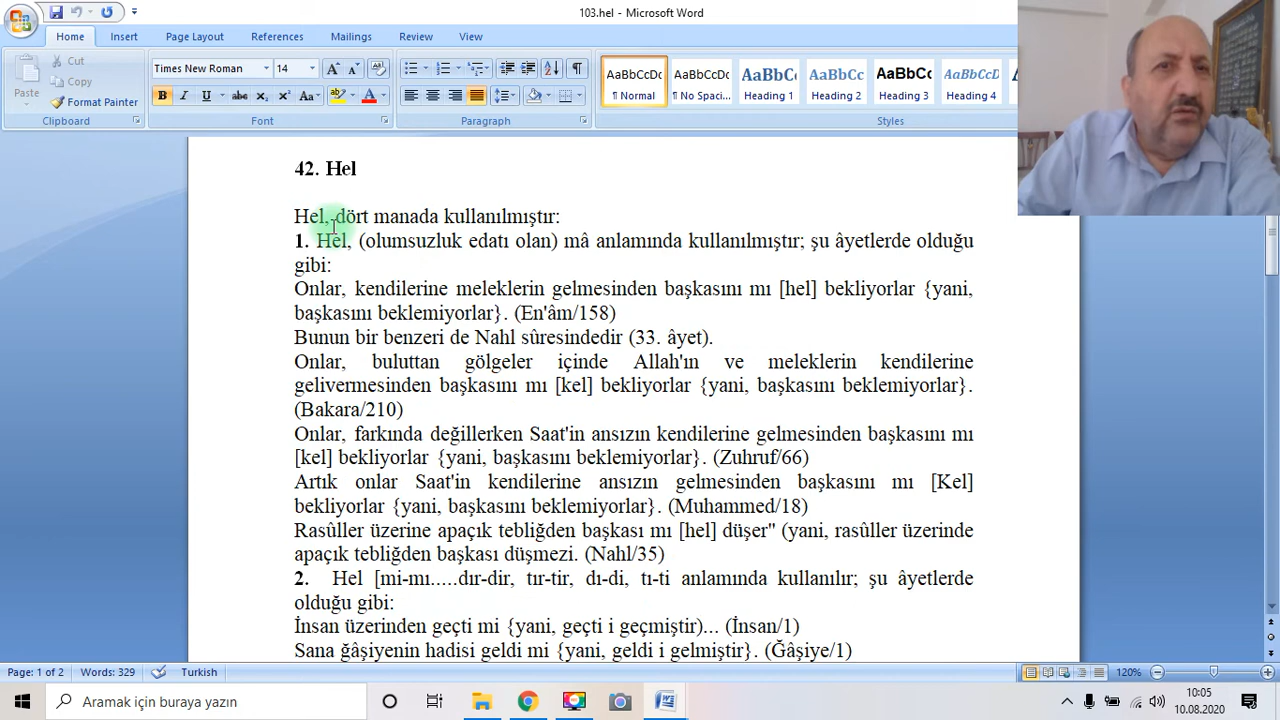 103.hel - Microsoft Word
Home Insert Page Layout References Mailings Review View
Cut
Copy
Format Painter
Paste
Times New Roman 14
AaBbCcDc AaBbCcDc AaBbCc AaBbCc AaBbCc AaBbCcD
¶ Normal ¶ No Spaci... Heading 1 Heading 2 Heading 3 Heading 4
Clipboard Font Paragraph Styles
42. Hel
Hel, dört manada kullanılmıştır:
1. Hel, (olumsuzluk edatı olan) mâ anlamında kullanılmıştır; şu âyetlerde olduğu
gibi:
Onlar, kendilerine meleklerin gelmesinden başkasını mı [hel] bekliyorlar {yani,
başkasını beklemiyorlar}. (En'âm/158)
Bunun bir benzeri de Nahl sûresindedir (33. âyet).
Onlar, buluttan gölgeler içinde Allah'ın ve meleklerin kendilerine
gelivermesinden başkasını mı [kel] bekliyorlar {yani, başkasını beklemiyorlar}.
(Bakara/210)
Onlar, farkında değillerken Saat'in ansızın kendilerine gelmesinden başkasını mı
[kel] bekliyorlar {yani, başkasını beklemiyorlar}. (Zuhruf/66)
Artık onlar Saat'in kendilerine ansızın gelmesinden başkasını mı [Kel]
bekliyorlar {yani, başkasını beklemiyorlar}. (Muhammed/18)
Rasûller üzerine apaçık tebliğden başkası mı [hel] düşer" (yani, rasûller üzerinde
apaçık tebliğden başkası düşmezi. (Nahl/35)
2. Hel [mi-mı.....dır-dir, tır-tir, dı-di, tı-ti anlamında kullanılır; şu âyetlerde
olduğu gibi:
İnsan üzerinden geçti mi {yani, geçti i geçmiştir)... (İnsan/1)
Sana ğâşiyenin hadisi geldi mi {yani, geldi i gelmiştir}. (Ğâşiye/1)
Page: 1 of 2 Words: 329 Turkish 120%
Aramak için buraya yazın
10:05
10.08.2020